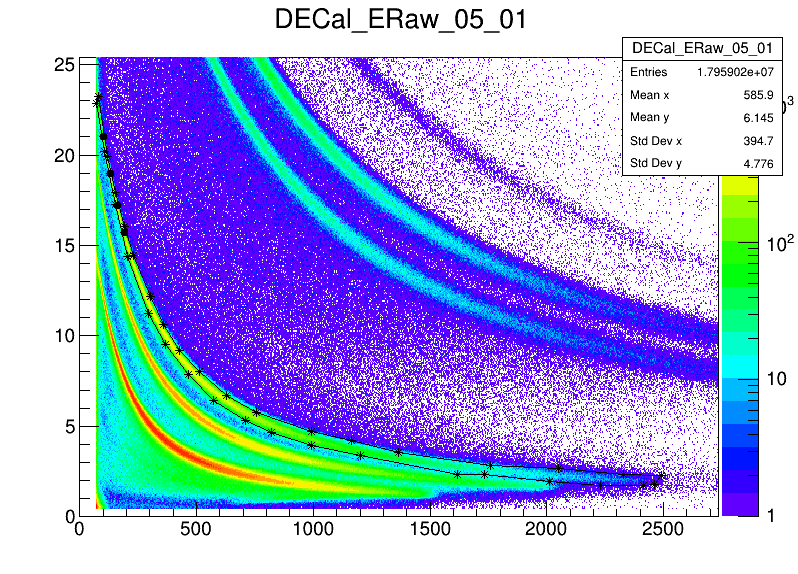 DECal_ERaw_05_01
DECal_ERaw_05_01
Entries 1.795902e+07
Mean x 585.9
Mean y 6.145
Std Dev x 394.7
Std Dev y 4.776
25
20
15
10
5
0
0 500 1000 1500 2000 2500
10²
10
1